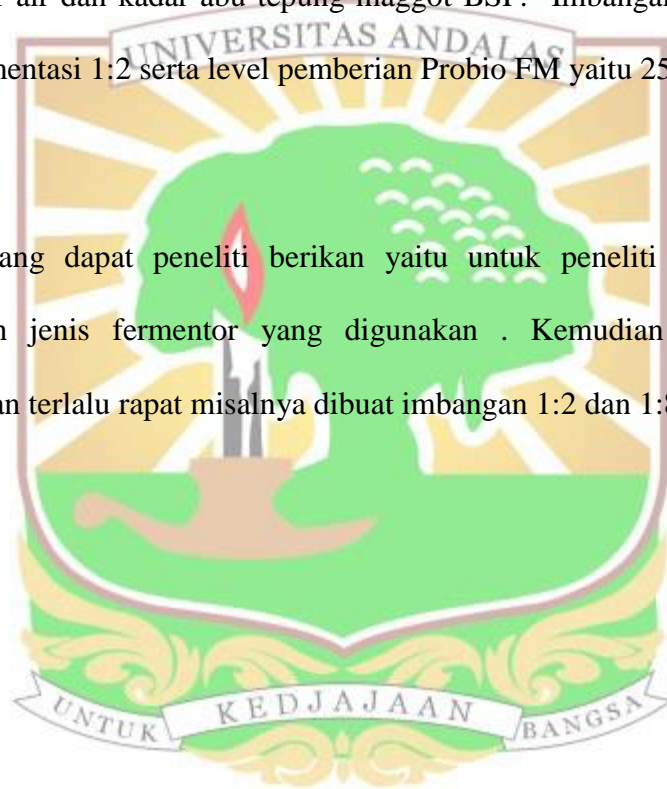 air dan kadar abu tepung maggot BSF. Imbangan
UNIVERSITAS ANDALAS
mentasi 1:2 serta level pemberian Probio FM yaitu 25
ang dapat peneliti berikan yaitu untuk peneliti
jenis fermentor yang digunakan . Kemudian
an terlalu rapat misalnya dibuat imbangan 1:2 dan 1:8
UNTUK KEDJAJAAN BANGSA